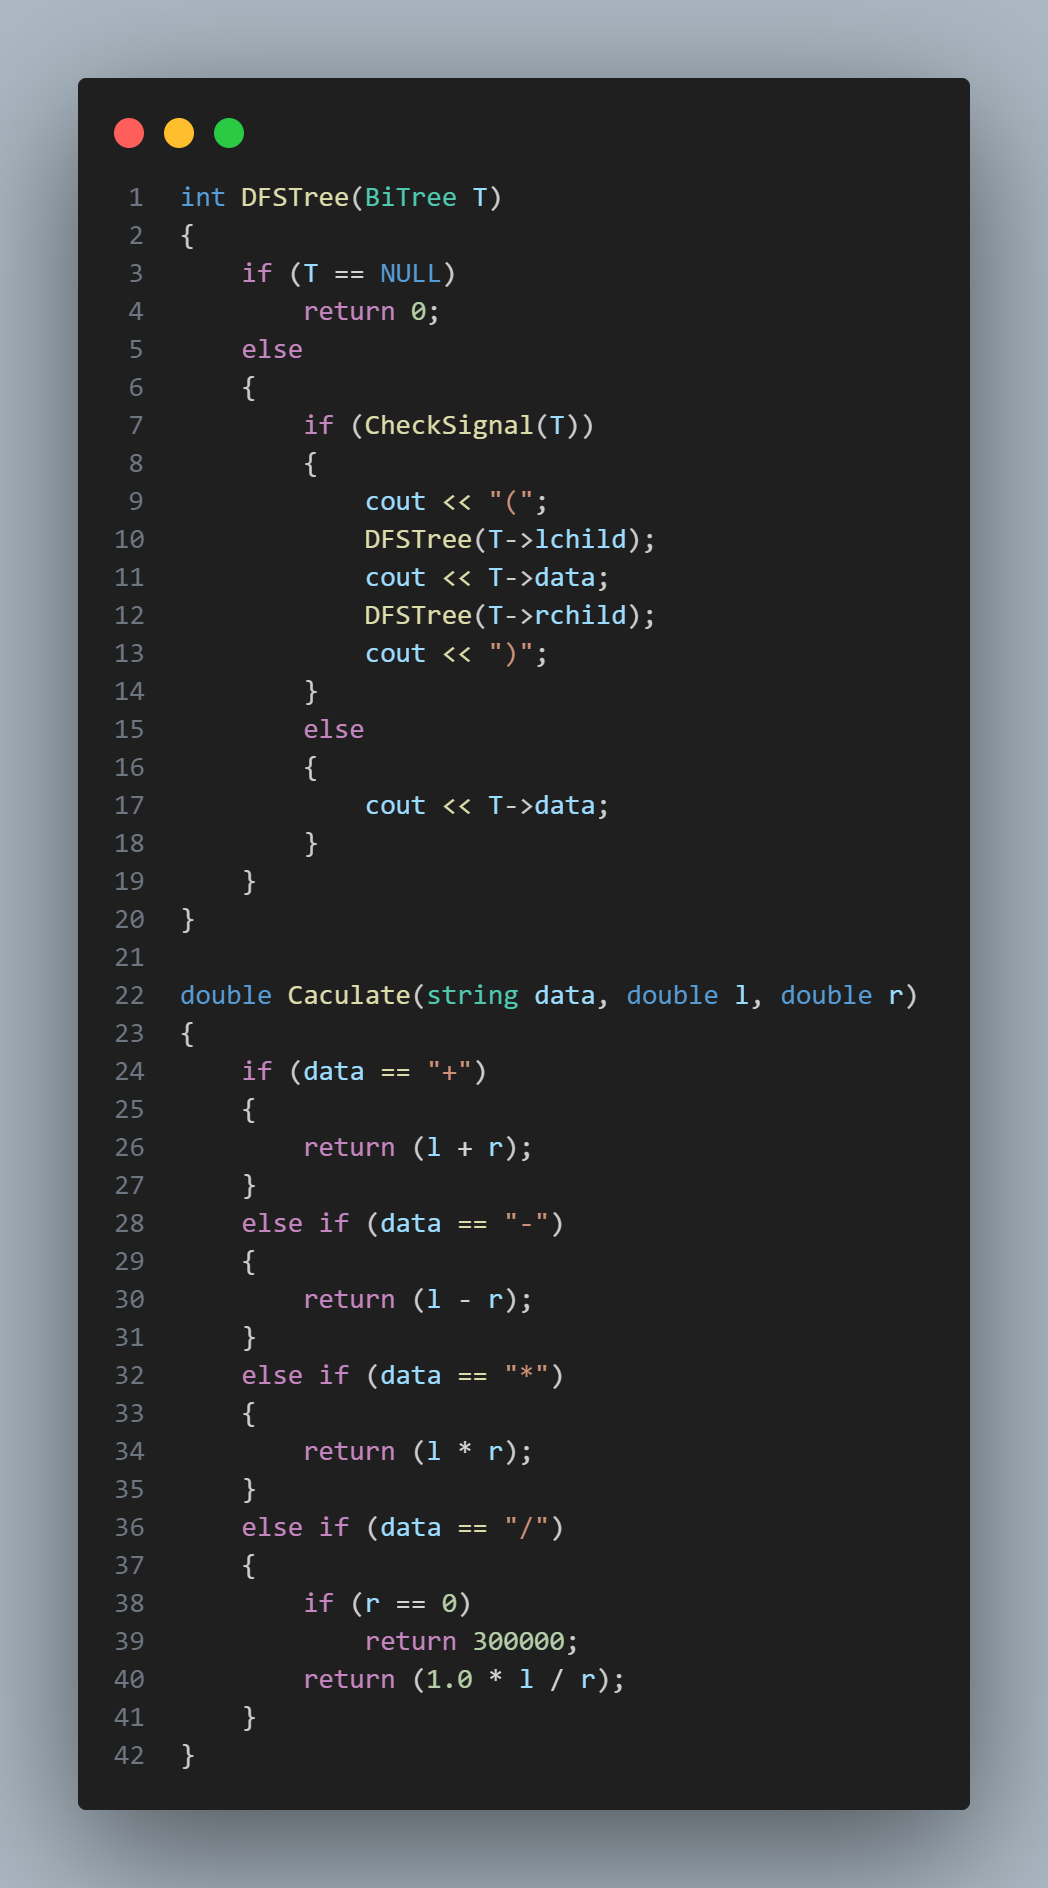 1 int DFSTree(BiTree T)
2 {
3     if (T == NULL)
4         return 0;
5     else
6     {
7         if (CheckSignal(T))
8         {
9             cout << "(";
10             DFSTree(T->lchild);
11             cout << T->data;
12             DFSTree(T->rchild);
13             cout << ")";
14         }
15         else
16         {
17             cout << T->data;
18         }
19     }
20 }
21
22 double Caculate(string data, double l, double r)
23 {
24     if (data == "+")
25     {
26         return (l + r);
27     }
28     else if (data == "-")
29     {
30         return (l - r);
31     }
32     else if (data == "*")
33     {
34         return (l * r);
35     }
36     else if (data == "/")
37     {
38         if (r == 0)
39             return 300000;
40         return (1.0 * l / r);
41     }
42 }